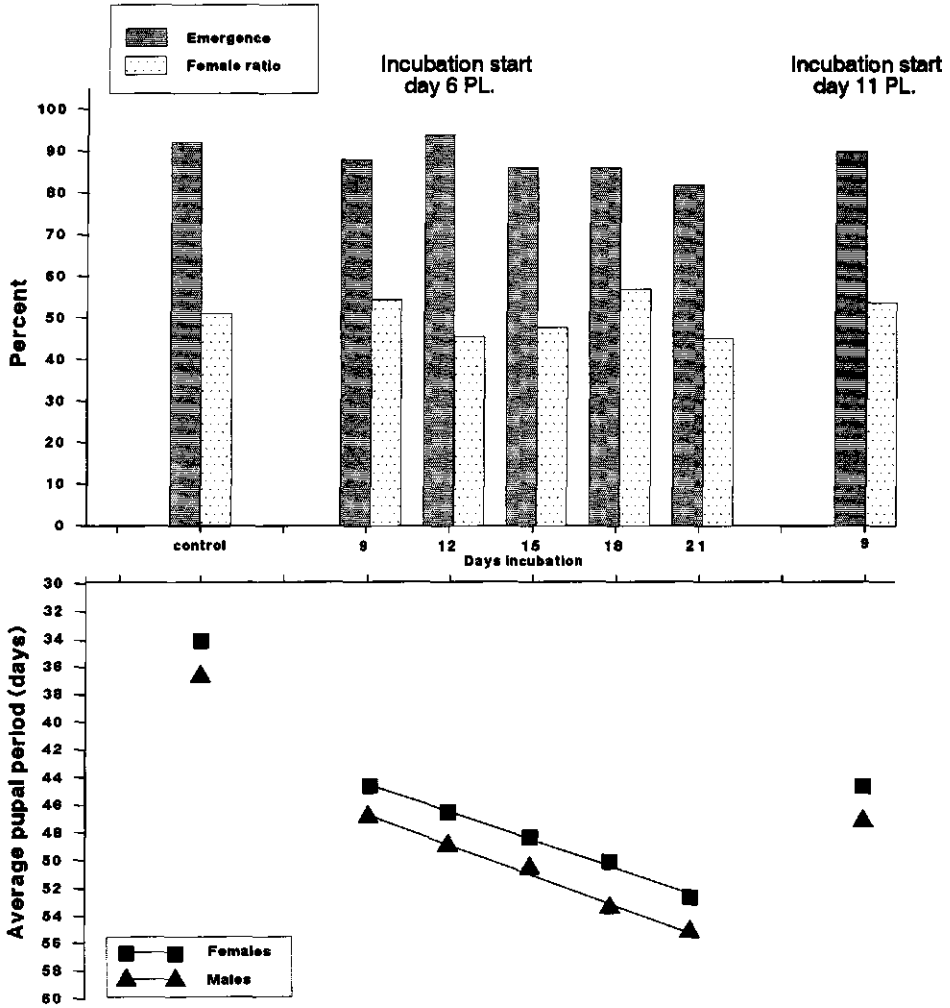 Emergence
Female ratio
Incubation start
day 6 PL.
Incubation start
day 11 PL.
Percent
100
90
80
70
60
50
40
30
20
10
0
control
9
12
15
18
21
9
Days incubation
Average pupal period (days)
30
32
34
36
38
40
42
44
46
48
50
52
54
56
58
60
Females
Males